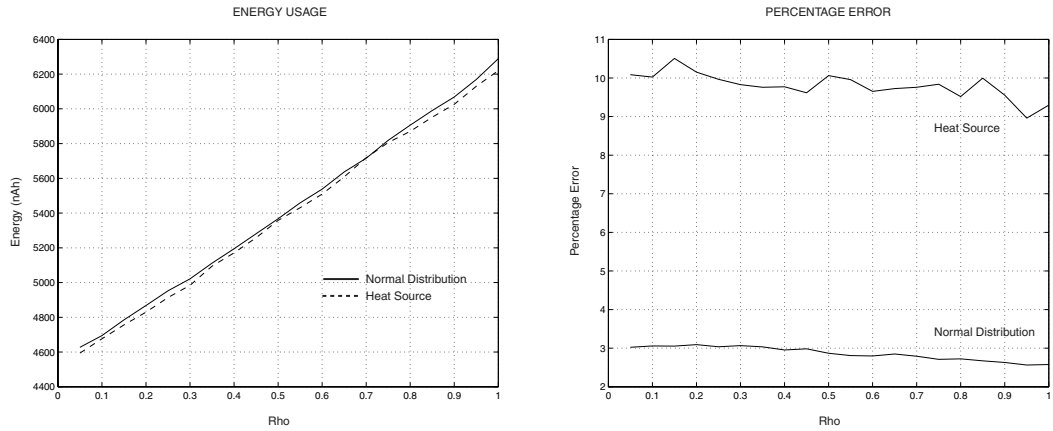 ENERGY USAGE
6400
6200
6000
5800
5600
5400
5200
5000
4800
4600
4400
Energy (nAh)
Normal Distribution
Heat Source
0 0.1 0.2 0.3 0.4 0.5 0.6 0.7 0.8 0.9 1
Rho
PERCENTAGE ERROR
11
10
9
8
7
6
5
4
3
2
Percentage Error
Heat Source
Normal Distribution
0 0.1 0.2 0.3 0.4 0.5 0.6 0.7 0.8 0.9 1
Rho